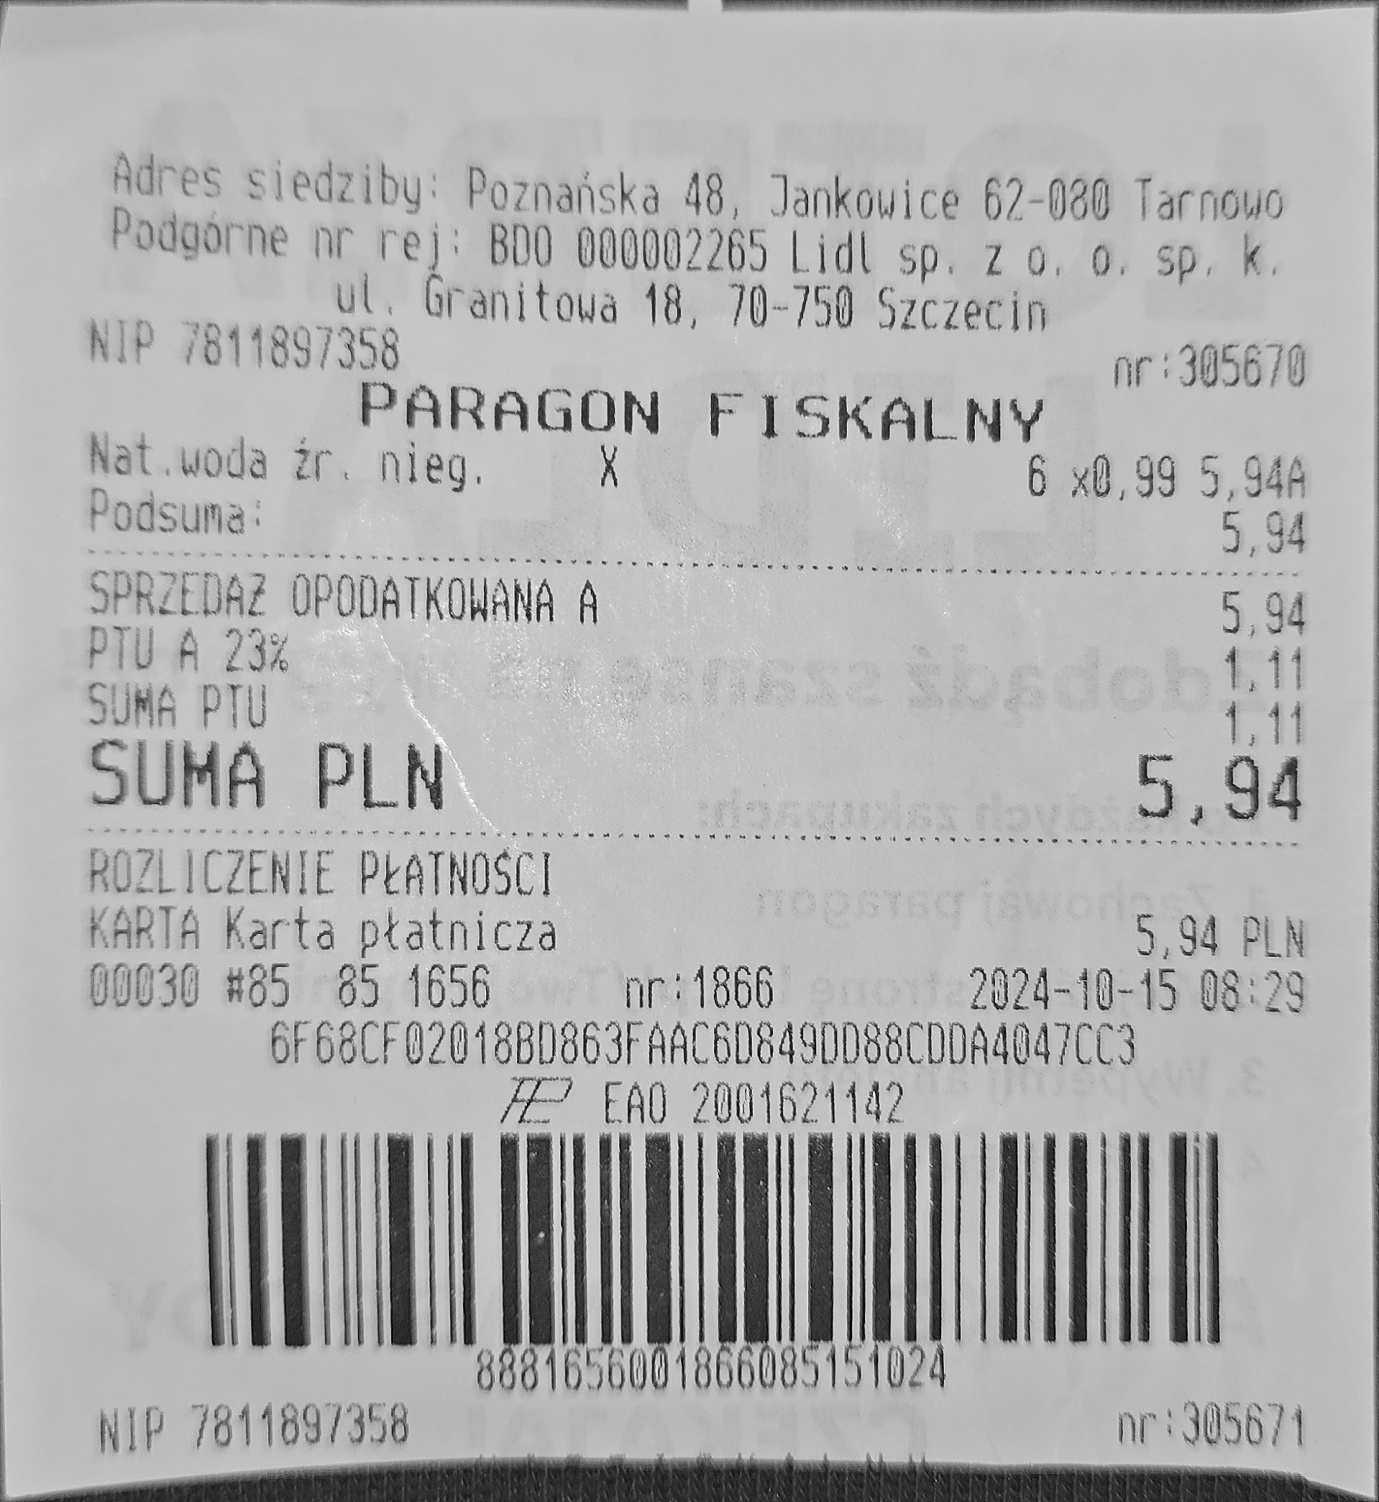 Adres siedziby: Poznańska 48, Jankowice 62-080 Tarnowo
Podgórne nr rej: BDO 000002265 Lidl sp. z o. o. sp. k.
ul. Granitowa 18, 70-750 Szczecin
NIP 7811897358 nr:305670
PARAGON FISKALNY
Nat.woda źr. nieg. X 6 x0,99 5,94A
Podsuma: 5,94
SPRZEDAŻ OPODATKOWANA A 5,94
PTU A 23% 1,11
SUMA PTU 1,11
SUMA PLN 5,94
ROZLICZENIE PŁATNOŚCI
KARTA Karta płatnicza 5,94 PLN
00030 #85 85 1656 nr:1866 2024-10-15 08:29
6F68CF02018BD863FAAC6D849DD88CDDA4047CC3
EAO 2001621142
8881656001866085151024
NIP 7811897358 nr:305671